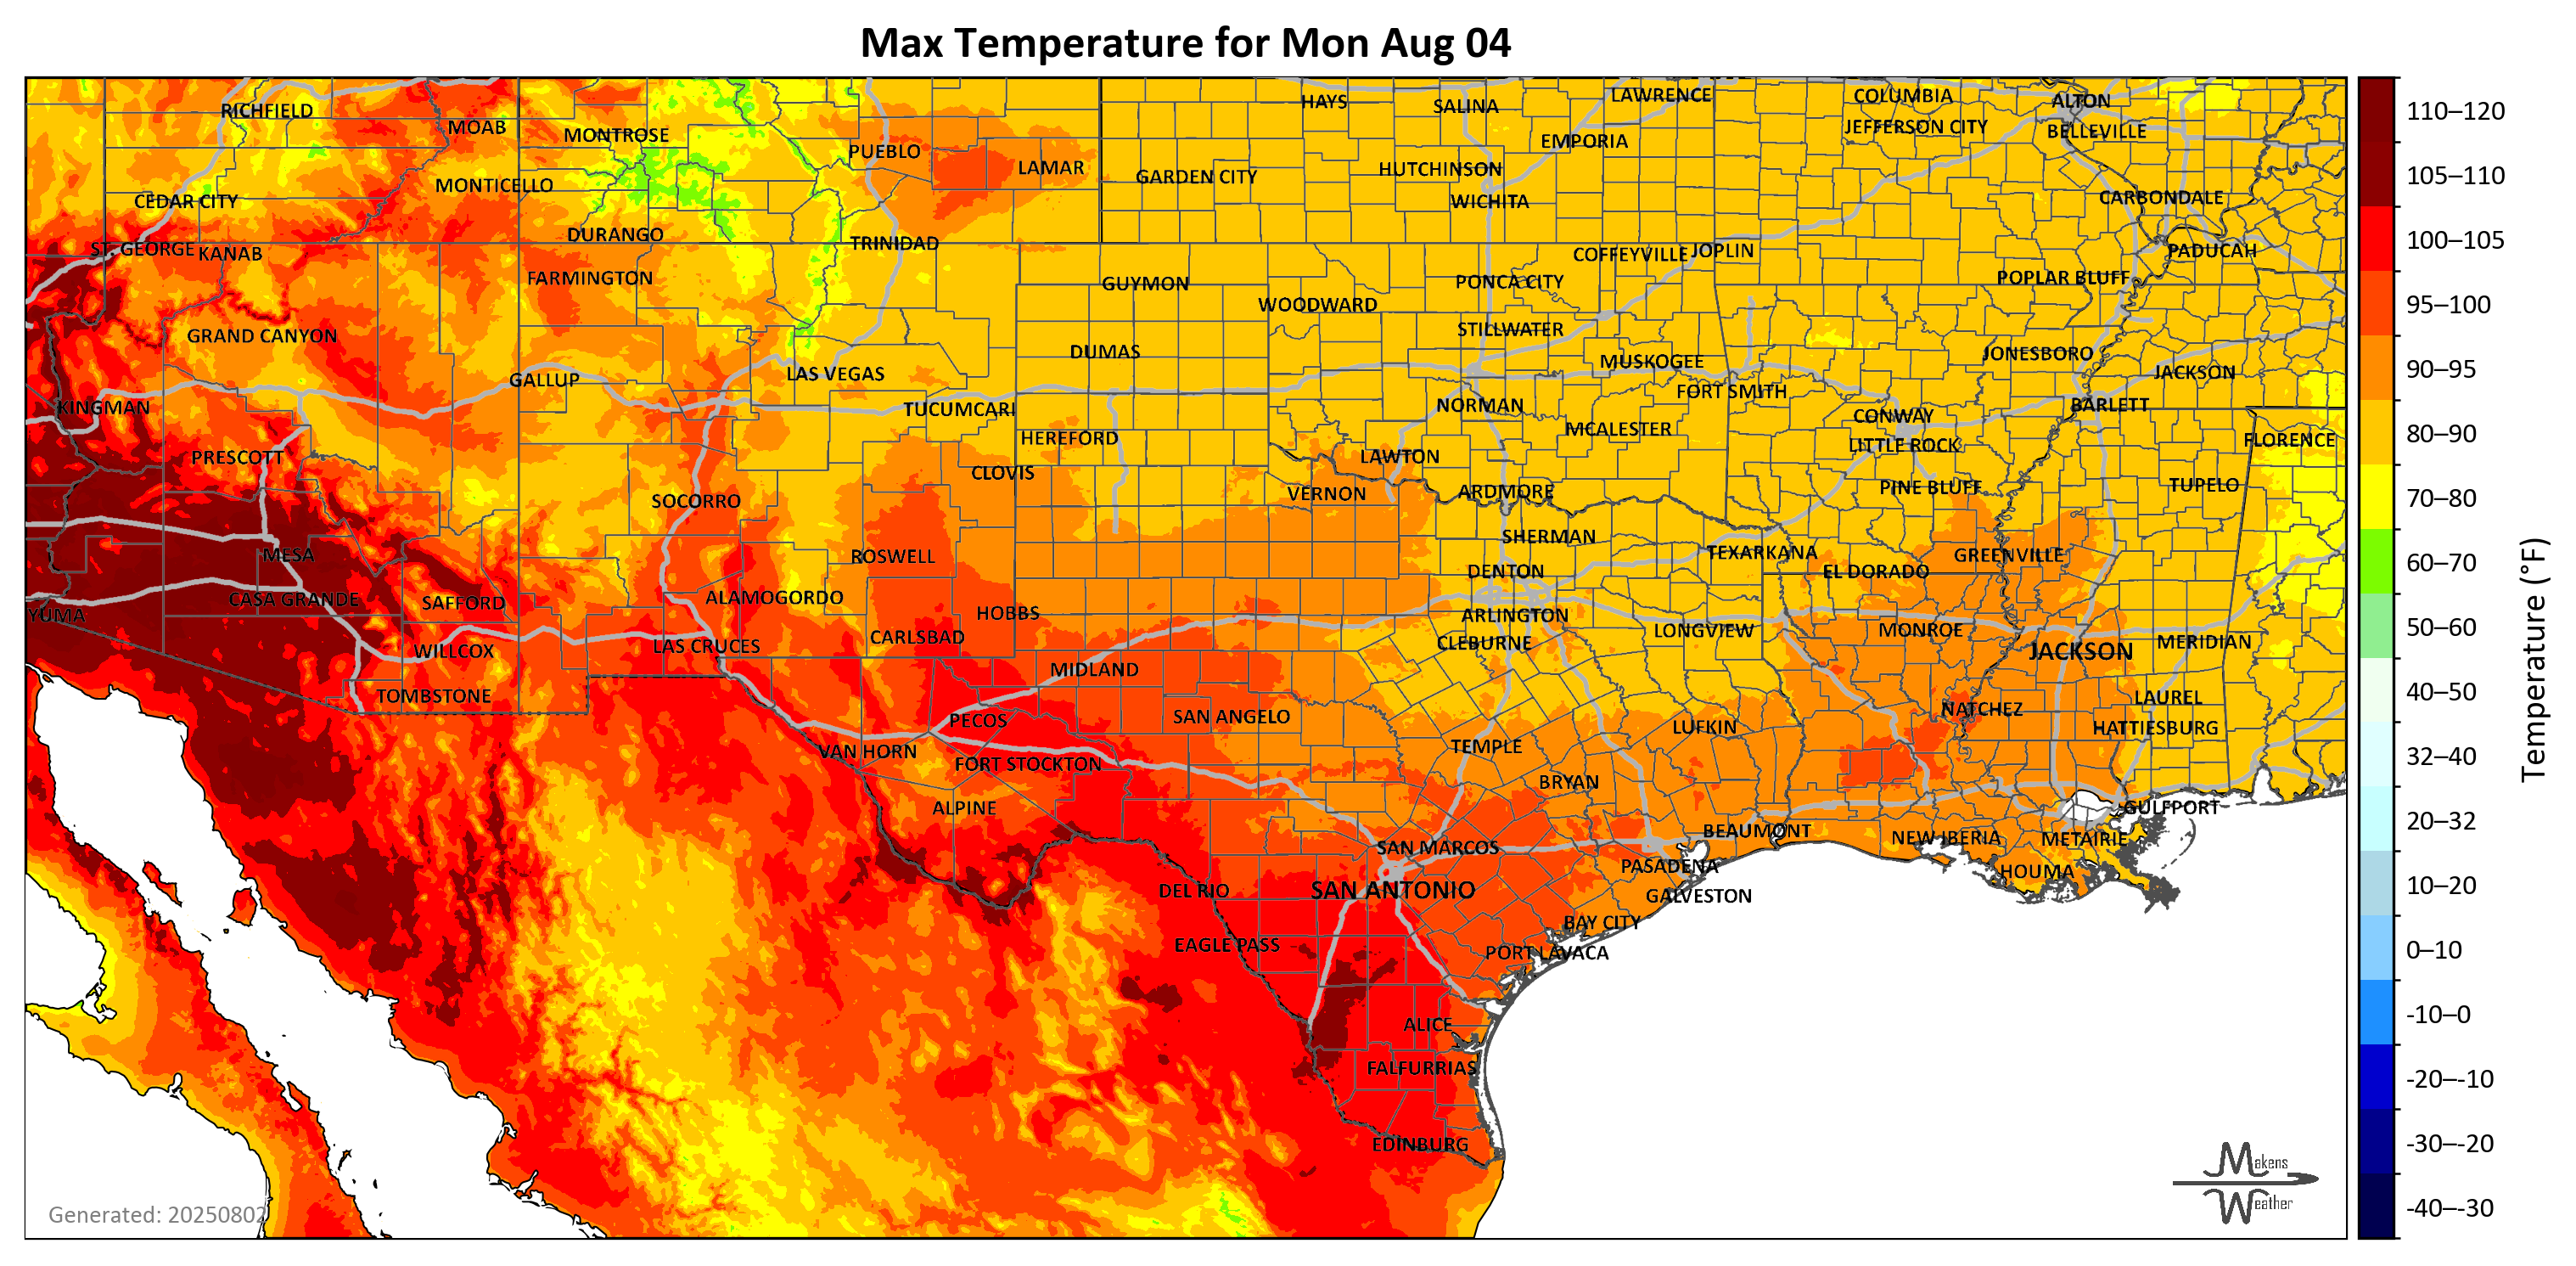 Max Temperature for Mon Aug 04
RICHFIELD
MOAB
MONTROSE
PUEBLO
LAMAR
HAYS
SALINA
LAWRENCE
COLUMBIA
ALTON
JEFFERSON CITY
BELLEVILLE
EMPORIA
HUTCHINSON
GARDEN CITY
MONTICELLO
CEDAR CITY
WICHITA
CARBONDALE
DURANGO
TRINIDAD
ST. GEORGE
KANAB
COFFEYVILLE
JOPLIN
PADUCAH
FARMINGTON
GUYMON
PONCA CITY
POPLAR BLUFF
WOODWARD
GRAND CANYON
STILLWATER
DUMAS
MUSKOGEE
JONESBORO
GALLUP
LAS VEGAS
JACKSON
FORT SMITH
KINGMAN
TUCUMCARI
NORMAN
CONWAY
BARLETT
HEREFORD
MCALESTER
LITTLE ROCK
FLORENCE
PRESCOTT
LAWTON
CLOVIS
SOCORRO
VERNON
ARDMORE
PINE BLUFF
TUPELO
MESA
ROSWELL
SHERMAN
TEXARKANA
GREENVILLE
DENTON
EL DORADO
CASA GRANDE
SAFFORD
ALAMOGORDO
YUMA
HOBBS
ARLINGTON
CARLSBAD
CLEBURNE
LONGVIEW
MONROE
JACKSON
MERIDIAN
WILLCOX
LAS CRUCES
MIDLAND
TOMBSTONE
PECOS
SAN ANGELO
NATCHEZ
LAUREL
LUFKIN
HATTIESBURG
VAN HORN
FORT STOCKTON
TEMPLE
BRYAN
ALPINE
GULFPORT
BEAUMONT
NEW IBERIA
METAIRIE
SAN MARCOS
PASADENA
HOUMA
DEL RIO
SAN ANTONIO
GALVESTON
BAY CITY
EAGLE PASS
PORT LAVACA
ALICE
FALFURRIAS
EDINBURG
Generated: 20250802
Makens
Weather
110–120
105–110
100–105
95–100
90–95
80–90
70–80
60–70
50–60
40–50
32–40
20–32
10–20
0–10
-10–0
-20–-10
-30–-20
-40–-30
Temperature (°F)